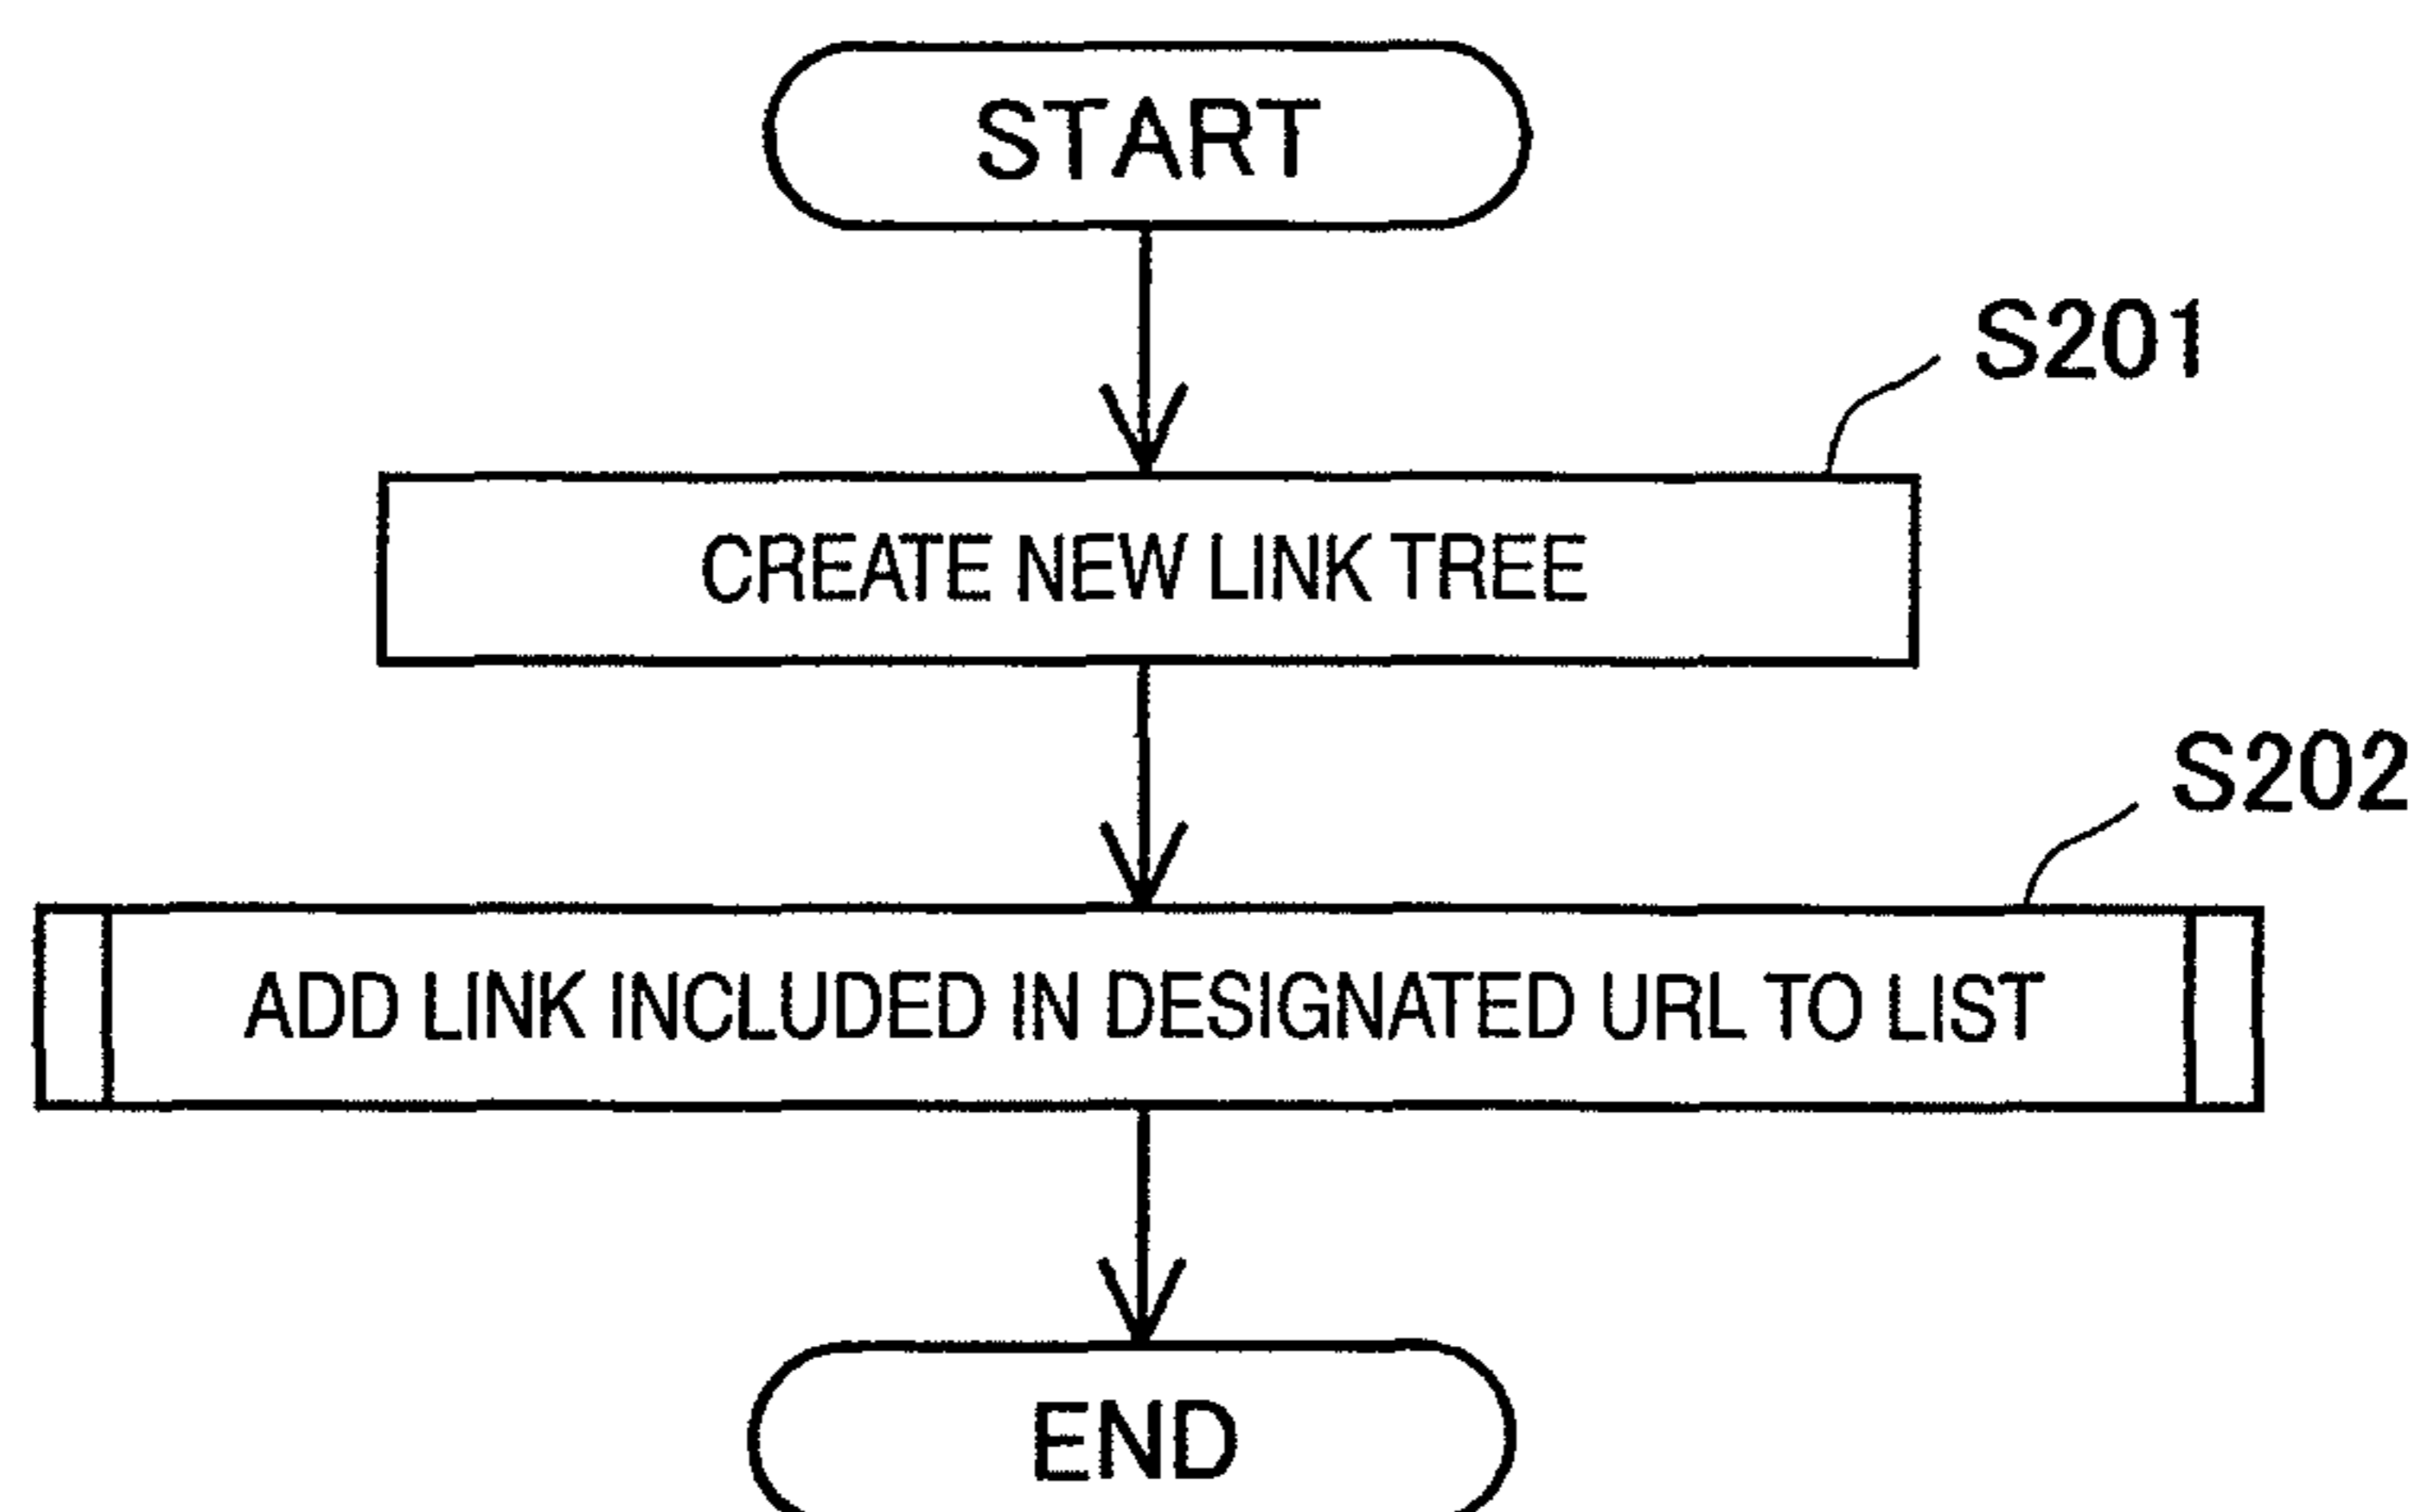 START
S201
CREATE NEW LINK TREE
S202
ADD LINK INCLUDED IN DESIGNATED URL TO LIST
END